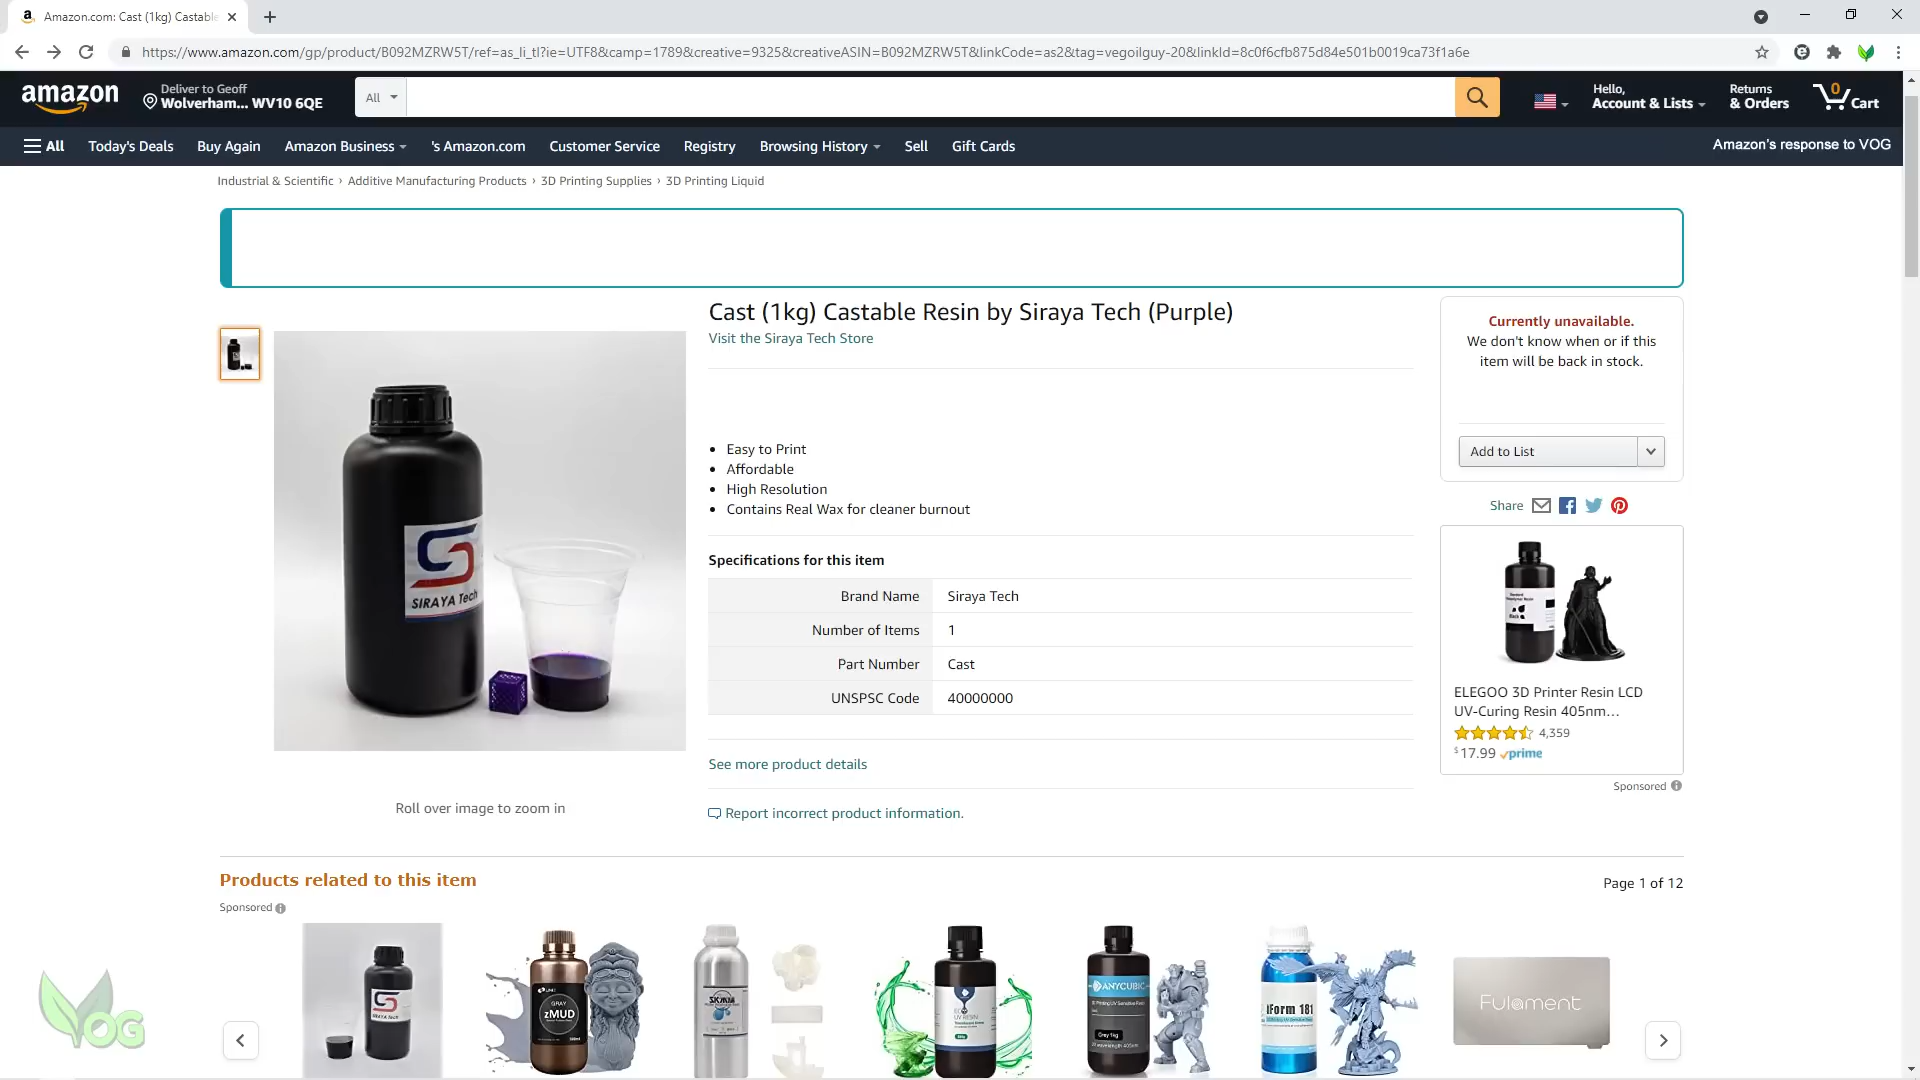 Amazon.com: Cast (1kg) Castable
https://www.amazon.com/gp/product/B092MZRW5T/ref=as_li_tl?ie=UTF8&camp=1789&creative=9325&creativeASIN=B092MZRW5T&linkCode=as2&tag=vegoilguy-20&linkId=8c0f6cfb875d84e501b0019ca73f1a6e
amazon
Deliver to Geoff
Wolverham... WV10 6QE
All
Hello,
Account & Lists
Returns
& Orders
0
Cart
All
Today's Deals
Buy Again
Amazon Business
's Amazon.com
Customer Service
Registry
Browsing History
Sell
Gift Cards
Amazon's response to VOG
Industrial & Scientific › Additive Manufacturing Products › 3D Printing Supplies › 3D Printing Liquid
Cast (1kg) Castable Resin by Siraya Tech (Purple)
Visit the Siraya Tech Store
Easy to Print
Affordable
High Resolution
Contains Real Wax for cleaner burnout
Specifications for this item
Brand Name Siraya Tech
Number of Items 1
Part Number Cast
UNSPSC Code 40000000
See more product details
Report incorrect product information.
SIRAYA Tech
Roll over image to zoom in
Currently unavailable.
We don't know when or if this
item will be back in stock.
Add to List
Share
ELEGOO 3D Printer Resin LCD
UV-Curing Resin 405nm...
4,359
$17.99 prime
Sponsored
Products related to this item
Page 1 of 12
Sponsored
SIRAYA Tech
GRAY
zMUD
UV RESIN
ANYCUBIC
Grey 1kg
Fulament
VOG